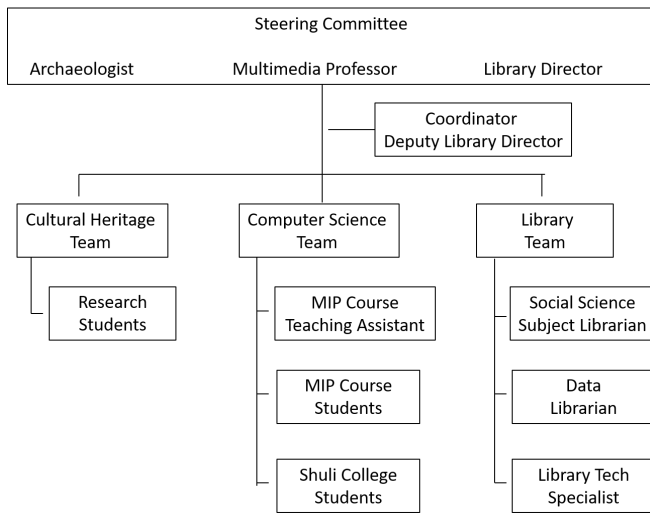 Steering Committee
Archaeologist Multimedia Professor Library Director
Coordinator
Deputy Library Director
Cultural Heritage
Team
Computer Science
Team
Library
Team
Research
Students
MIP Course
Teaching Assistant
Social Science
Subject Librarian
MIP Course
Students
Data
Librarian
Shuli College
Students
Library Tech
Specialist